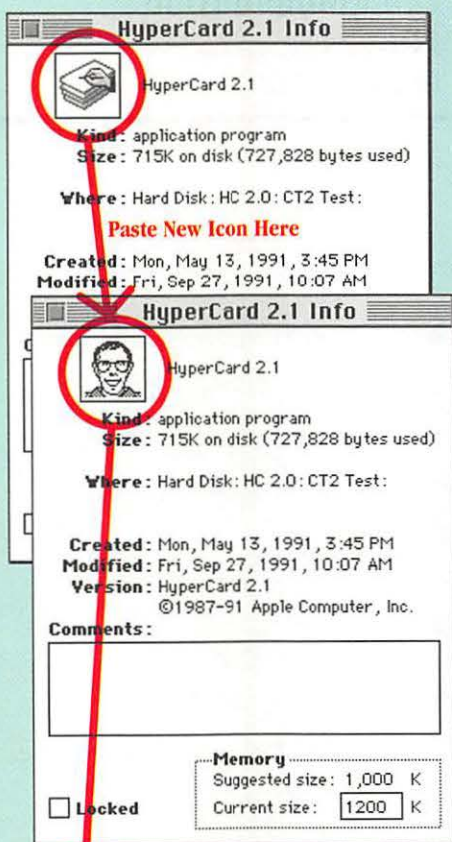 HyperCard 2.1 Info
HyperCard 2.1
Kind: application program
Size: 715K on disk (727,828 bytes used)
Where: Hard Disk: HC 2.0: CT2 Test:
Paste New Icon Here
Created: Mon, May 13, 1991, 3:45 PM
Modified: Fri, Sep 27, 1991, 10:07 AM
HyperCard 2.1 Info
HyperCard 2.1
Kind: application program
Size: 715K on disk (727,828 bytes used)
Where: Hard Disk: HC 2.0: CT2 Test:
Created: Mon, May 13, 1991, 3:45 PM
Modified: Fri, Sep 27, 1991, 10:07 AM
Version: HyperCard 2.1
©1987-91 Apple Computer, Inc.
Comments:
Memory
Suggested size: 1,000 K
Locked Current size: 1200 K